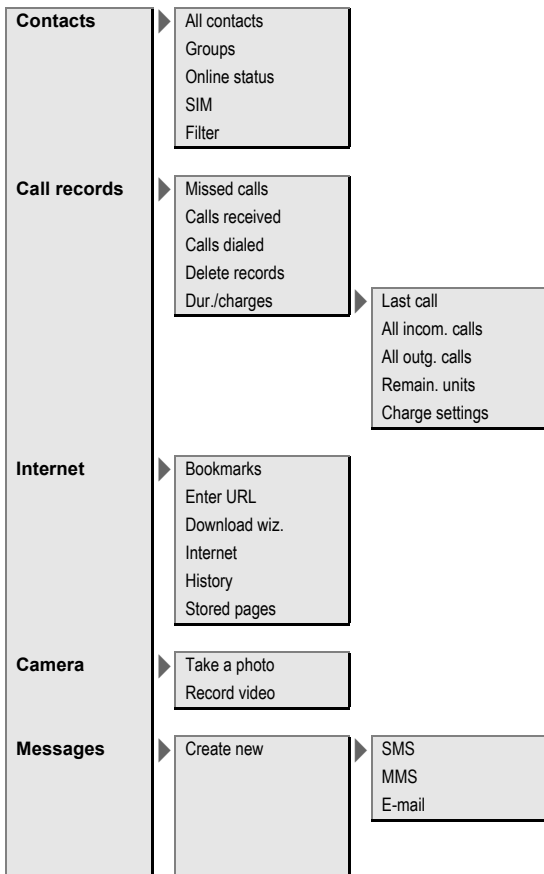 Contacts
All contacts
Groups
Online status
SIM
Filter
Call records
Missed calls
Calls received
Calls dialed
Delete records
Dur./charges
Last call
All incom. calls
All outg. calls
Remain. units
Charge settings
Internet
Bookmarks
Enter URL
Download wiz.
Internet
History
Stored pages
Camera
Take a photo
Record video
Messages
Create new
SMS
MMS
E-mail